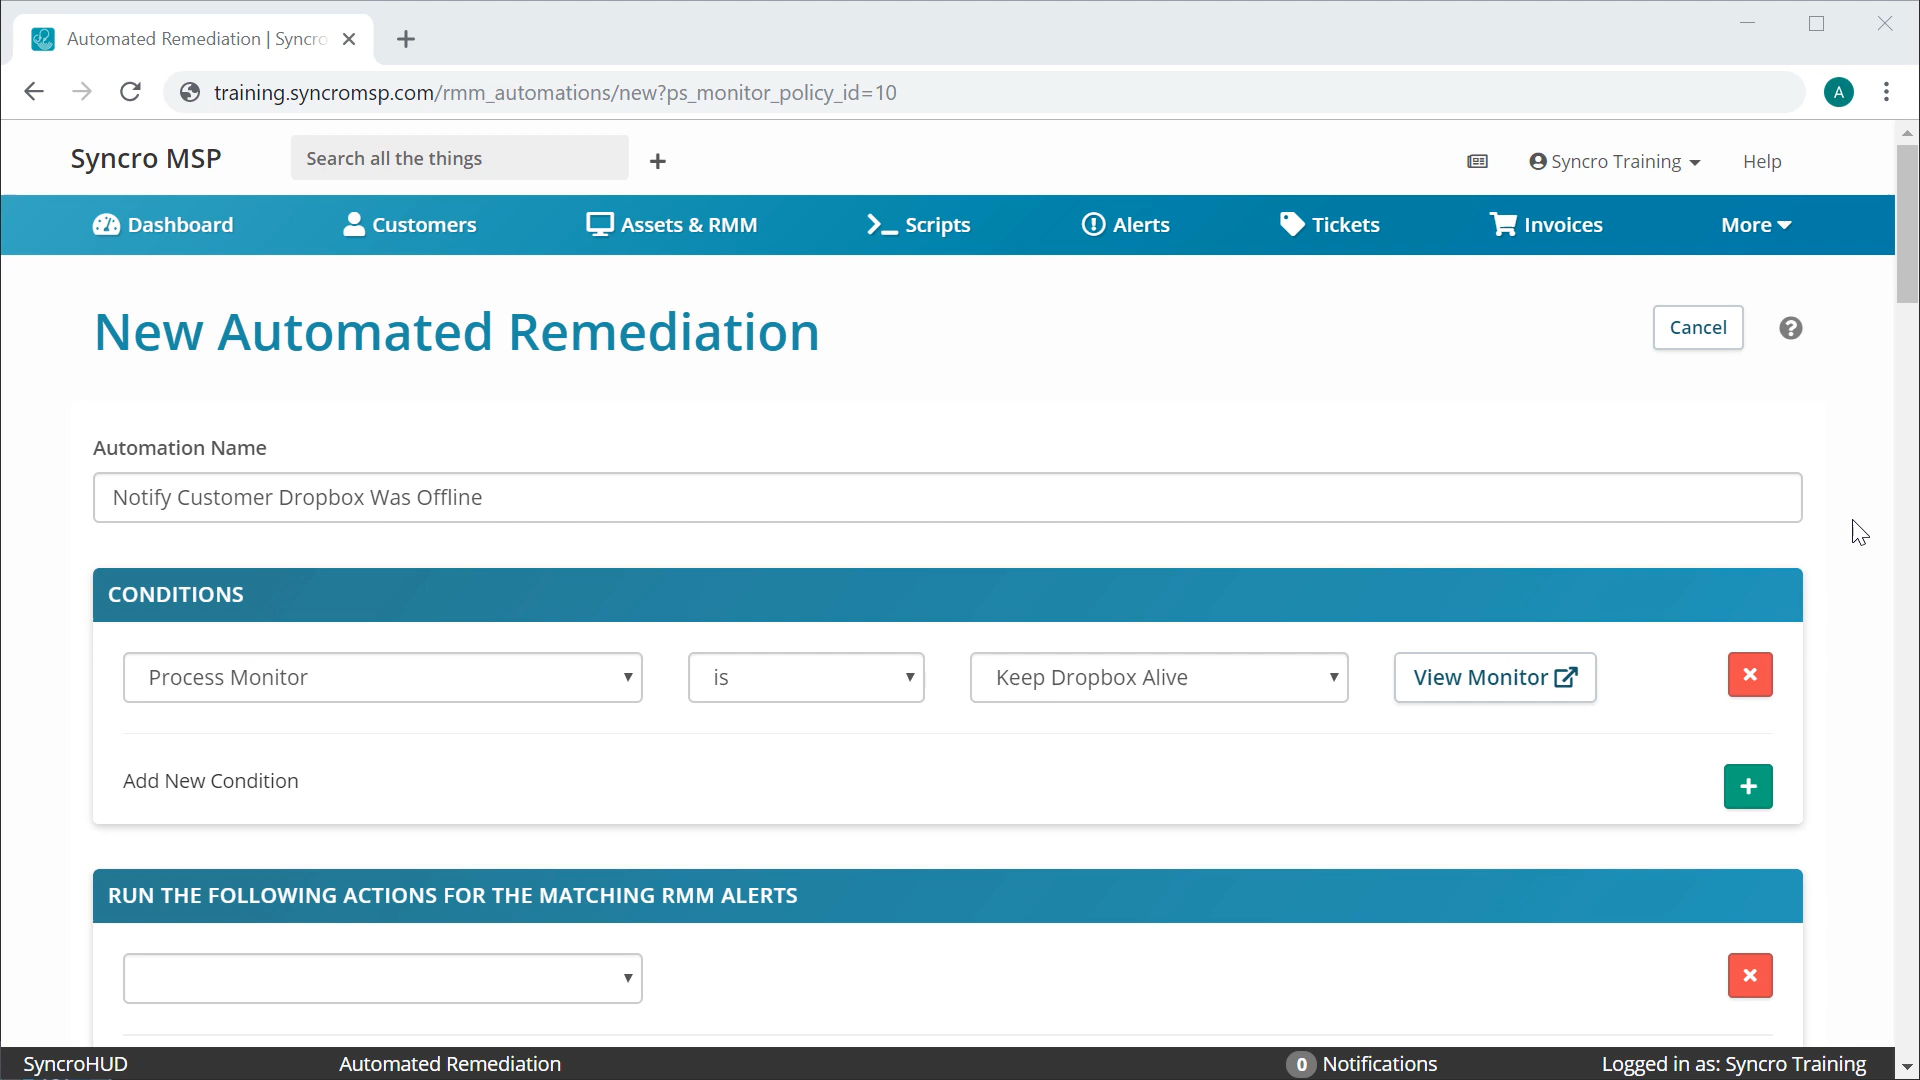 Automated Remediation | Syncro
training.syncromsp.com/rmm_automations/new?ps_monitor_policy_id=10
A
Syncro MSP
Search all the things
Syncro Training
Help
Dashboard
Customers
Assets & RMM
Scripts
Alerts
Tickets
Invoices
More
New Automated Remediation
Cancel
Automation Name
Notify Customer Dropbox Was Offline
CONDITIONS
Process Monitor
is
Keep Dropbox Alive
View Monitor
Add New Condition
RUN THE FOLLOWING ACTIONS FOR THE MATCHING RMM ALERTS
SyncroHUD
Automated Remediation
0 Notifications
Logged in as: Syncro Training